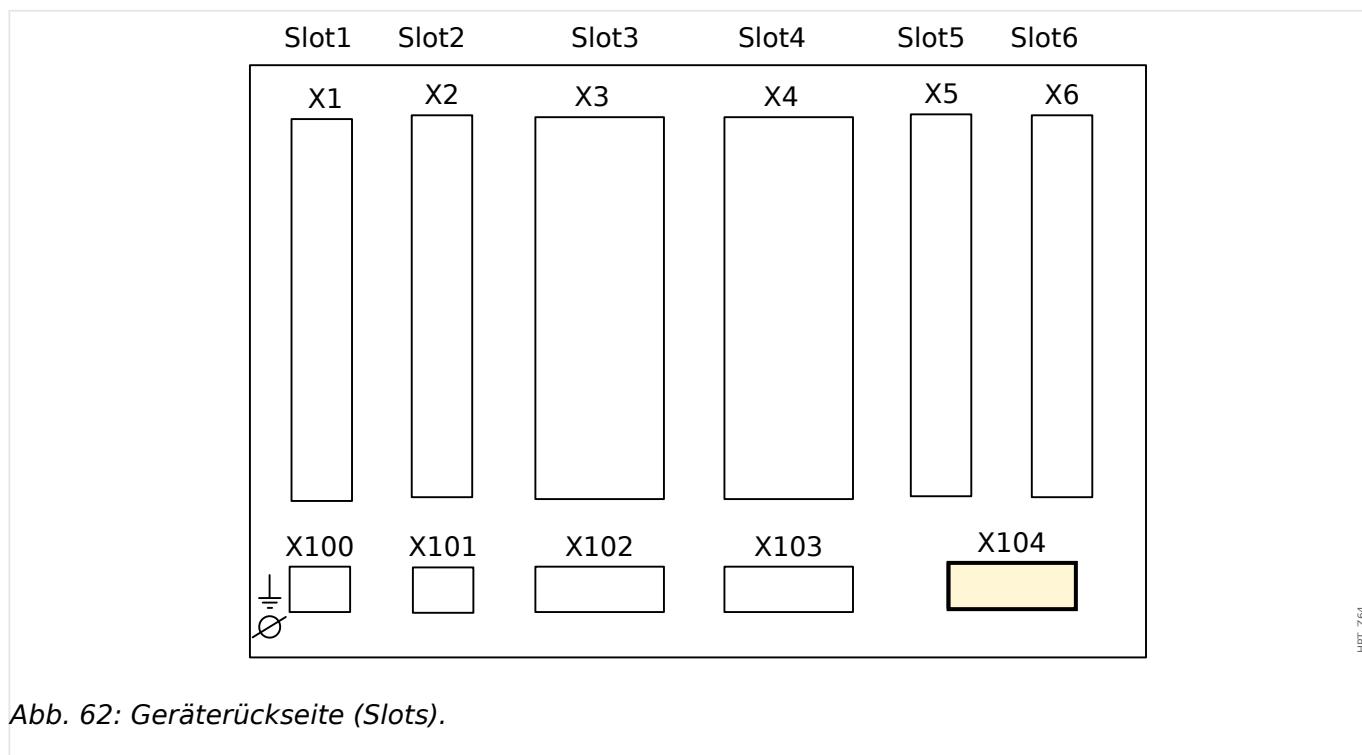 Slot1 Slot2 Slot3 Slot4 Slot5 Slot6
X1 X2 X3 X4 X5 X6
X100 X101 X102 X103 X104
Abb. 62: Geräterückseite (Slots).